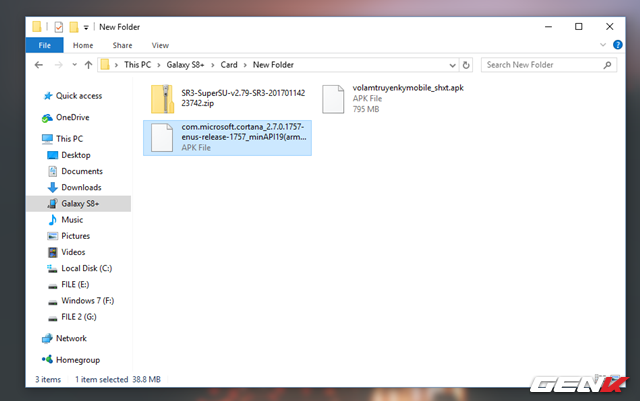 New Folder
File Home Share View
This PC Galaxy S8+ Card New Folder
Search New Folder
Quick access
OneDrive
This PC
Desktop
Documents
Downloads
Galaxy S8+
Music
Pictures
Videos
Local Disk (C:)
FILE (E:)
Windows 7 (F:)
FILE 2 (G:)
Network
Homegroup
SR3-SuperSU-v2.79-SR3-201701142
23742.zip
volamtruyenkymobile_shxt.apk
APK File
795 MB
com.microsoft.cortana_2.7.0.1757-
enus-release-1757_minAPI19(arm...
APK File
3 items 1 item selected 38.8 MB
GENK